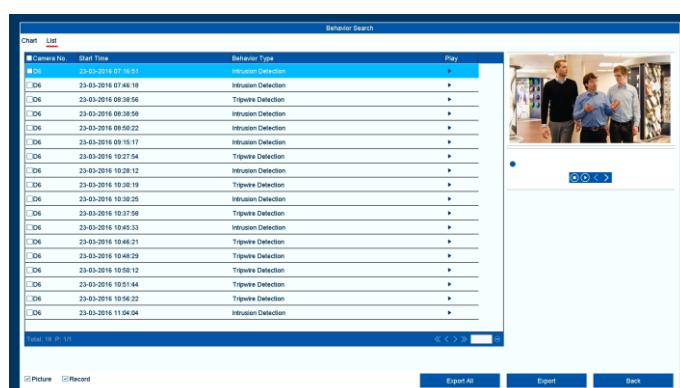 Behavior Search
Chart List
Camera No. Start Time Behavior Type Play
D6 23-03-2016 07:16:51 Intrusion Detection
D6 23-03-2016 07:46:18 Intrusion Detection
D6 23-03-2016 08:38:56 Tripwire Detection
D6 23-03-2016 08:38:58 Intrusion Detection
D6 23-03-2016 08:50:22 Intrusion Detection
D6 23-03-2016 09:15:17 Intrusion Detection
D6 23-03-2016 10:27:54 Tripwire Detection
D6 23-03-2016 10:28:12 Intrusion Detection
D6 23-03-2016 10:30:19 Tripwire Detection
D6 23-03-2016 10:30:25 Intrusion Detection
D6 23-03-2016 10:37:58 Tripwire Detection
D6 23-03-2016 10:45:33 Intrusion Detection
D6 23-03-2016 10:46:21 Tripwire Detection
D6 23-03-2016 10:48:29 Tripwire Detection
D6 23-03-2016 10:50:12 Tripwire Detection
D6 23-03-2016 10:51:44 Tripwire Detection
D6 23-03-2016 10:56:22 Tripwire Detection
D6 23-03-2016 11:04:04 Intrusion Detection
Total: 18 P: 1/1
Picture Record Export All Export Back